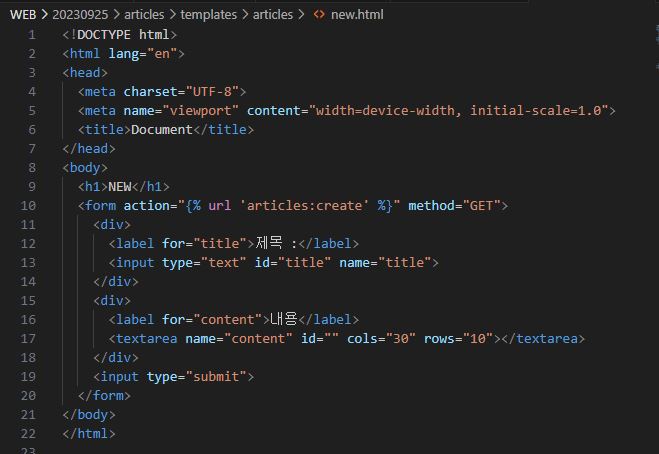 WEB > 20230925 > articles > templates > articles > <> new.html
1 <!DOCTYPE html>
2 <html lang="en">
3 <head>
4 <meta charset="UTF-8">
5 <meta name="viewport" content="width=device-width, initial-scale=1.0">
6 <title>Document</title>
7 </head>
8 <body>
9 <h1>NEW</h1>
10 <form action="{% url 'articles:create' %}" method="GET">
11 <div>
12 <label for="title">제목 :</label>
13 <input type="text" id="title" name="title">
14 </div>
15 <div>
16 <label for="content">내용</label>
17 <textarea name="content" id="" cols="30" rows="10"></textarea>
18 </div>
19 <input type="submit">
20 </form>
21 </body>
22 </html>
23